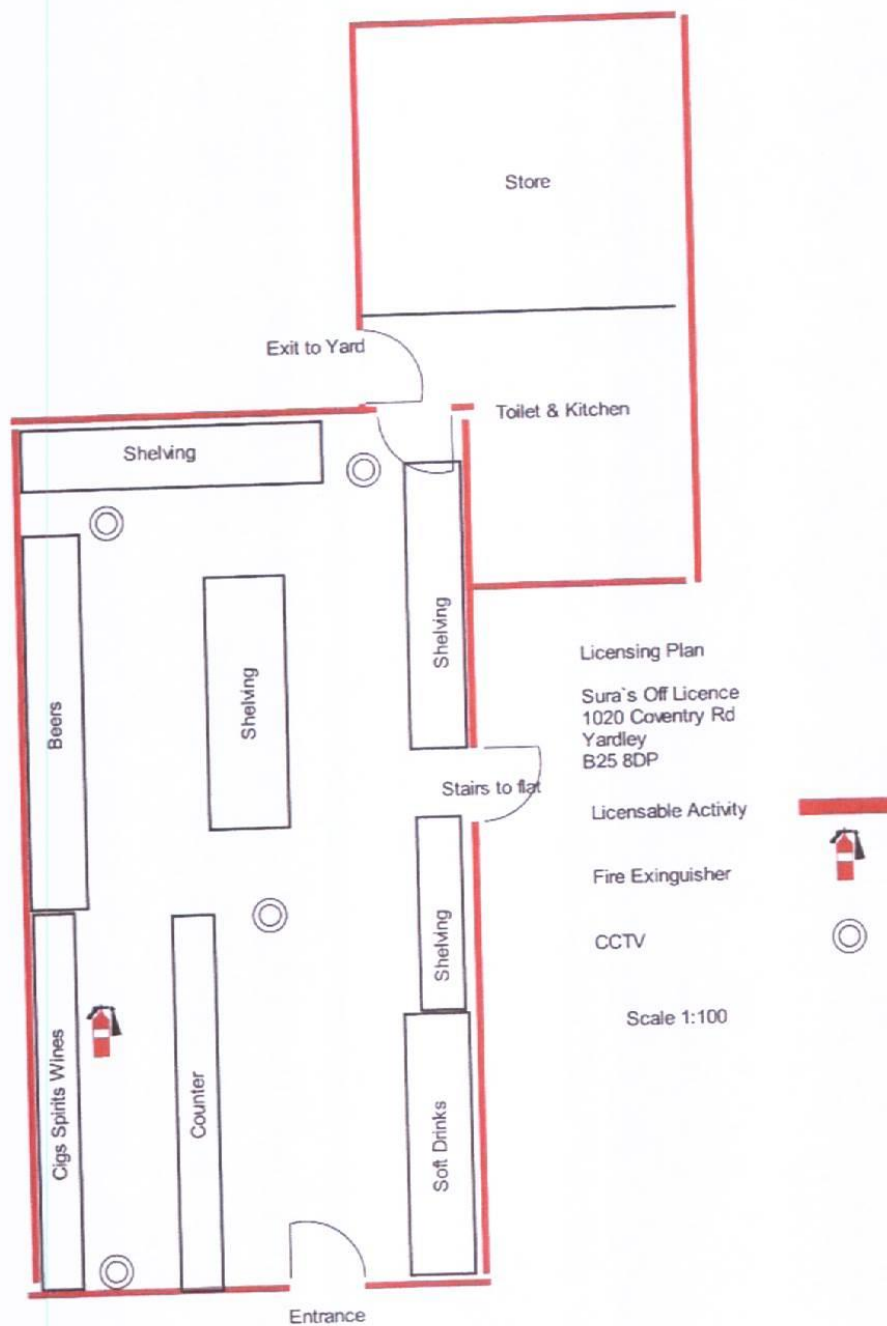 Store
Exit to Yard
Toilet & Kitchen
Shelving
Shelving
Shelving
Beers
Licensing Plan
Sura`s Off Licence
1020 Coventry Rd
Yardley
B25 8DP
Stairs to flat
Licensable Activity
Fire Exinguisher
CCTV
Shelving
Scale 1:100
Cigs Spirits Wines
Counter
Soft Drinks
Entrance